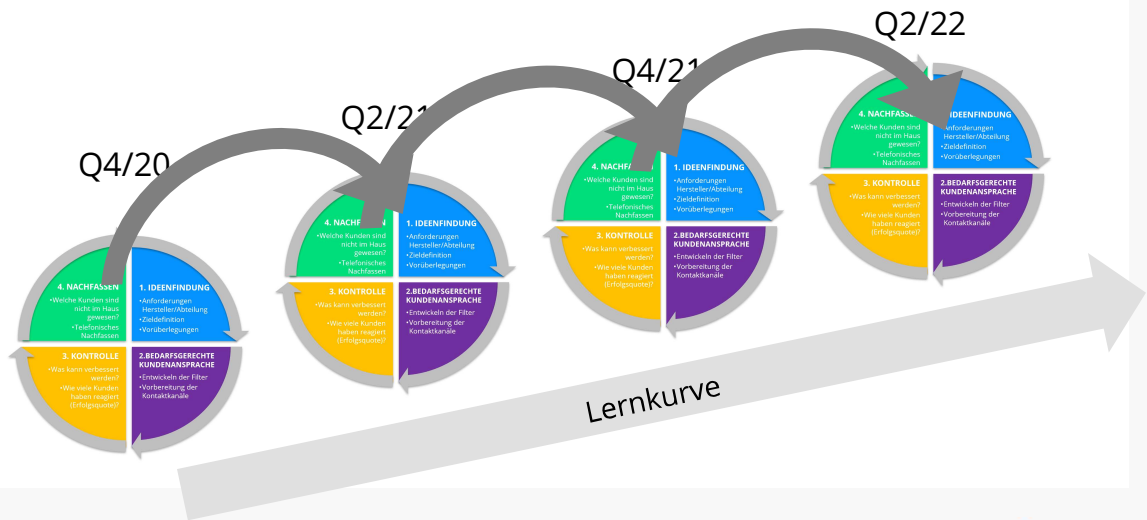 Q4/20
4. NACHFASSEN
•Welche Kunden sind
nicht im Haus
gewesen?
•Telefonisches
Nachfassen
1. IDEENFINDUNG
•Anforderungen
Hersteller/Abteilung
•Zieldefinition
•Vorüberlegungen
3. KONTROLLE
•Was kann verbessert
werden?
•Wie viele Kunden
haben reagiert
(Erfolgsquote)?
2.BEDARFSGERECHTE
KUNDENANSPRACHE
•Entwickeln der Filter
•Vorbereitung der
Kontaktkanäle
Q2/21
4. NACHF
•Welche Kunden sind
nicht im Haus
gewesen?
•Telefonisches
Nachfassen
1. IDEENFINDUNG
•Anforderungen
Hersteller/Abteilung
•Zieldefinition
•Vorüberlegungen
3. KONTROLLE
•Was kann verbessert
werden?
•Wie viele Kunden
haben reagiert
(Erfolgsquote)?
2.BEDARFSGERECHTE
KUNDENANSPRACHE
•Entwickeln der Filter
•Vorbereitung der
Kontaktkanäle
Q4/21
4. NACHFASSEN
•Welche Kunden sind
nicht im Haus
gewesen?
•Telefonisches
Nachfassen
1. IDEENFINDUNG
•Anforderungen
Hersteller/Abteilung
•Zieldefinition
•Vorüberlegungen
3. KONTROLLE
•Was kann verbessert
werden?
•Wie viele Kunden
haben reagiert
(Erfolgsquote)?
2.BEDARFSGERECHTE
KUNDENANSPRACHE
•Entwickeln der Filter
•Vorbereitung der
Kontaktkanäle
Q2/22
4. NACHFASSEN
•Welche Kunden sind
nicht im Haus
gewesen?
•Telefonisches
Nachfassen
IDEENFINDUNG
Anforderungen
Hersteller/Abteilung
•Zieldefinition
•Vorüberlegungen
3. KONTROLLE
•Was kann verbessert
werden?
•Wie viele Kunden
haben reagiert
(Erfolgsquote)?
2.BEDARFSGERECHTE
KUNDENANSPRACHE
•Entwickeln der Filter
•Vorbereitung der
Kontaktkanäle
Lernkurve